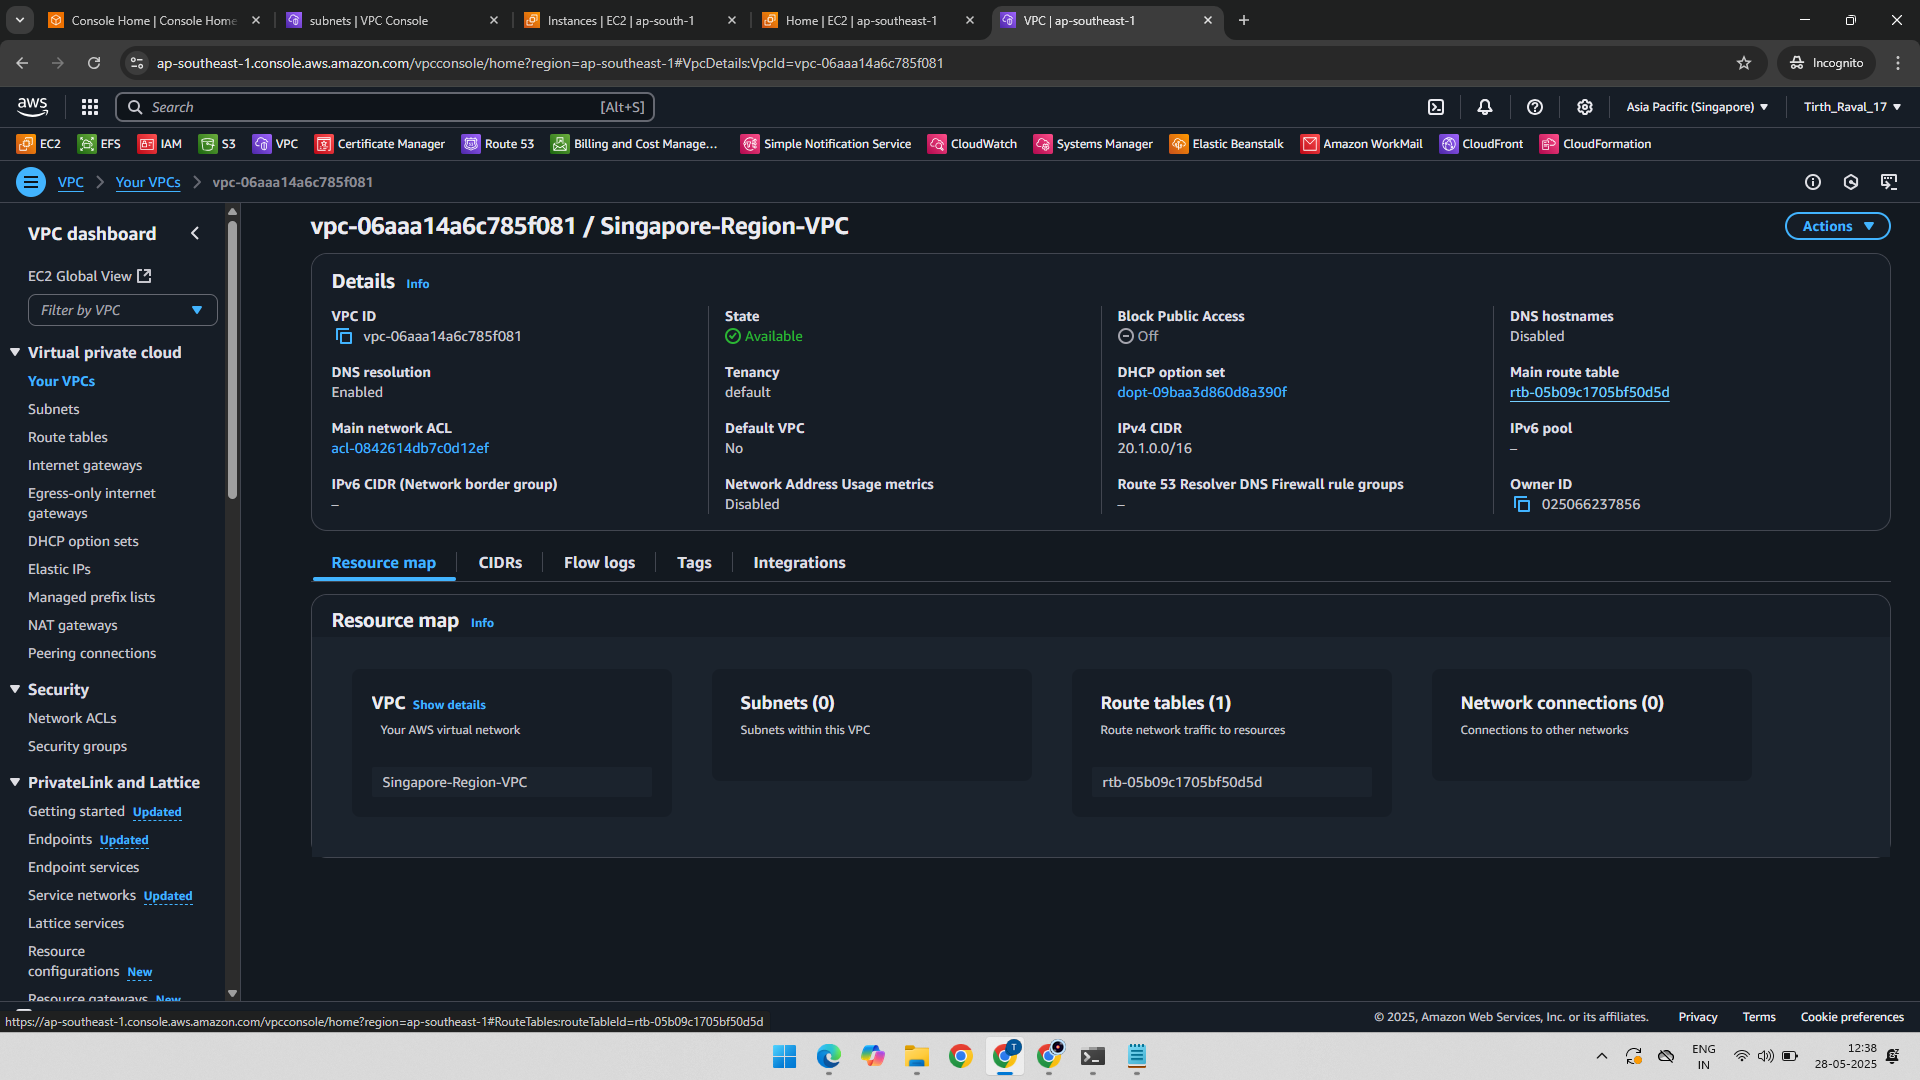 Console Home | Console Home
subnets | VPC Console
Instances | EC2 | ap-south-1
Home | EC2 | ap-southeast-1
VPC | ap-southeast-1
ap-southeast-1.console.aws.amazon.com/vpcconsole/home?region=ap-southeast-1#VpcDetails:VpcId=vpc-06aaa14a6c785f081
Incognito
aws
Search
[Alt+S]
Asia Pacific (Singapore)
Tirth_Raval_17
EC2
EFS
IAM
S3
VPC
Certificate Manager
Route 53
Billing and Cost Manage...
Simple Notification Service
CloudWatch
Systems Manager
Elastic Beanstalk
Amazon WorkMail
CloudFront
CloudFormation
VPC
Your VPCs
vpc-06aaa14a6c785f081
VPC dashboard
EC2 Global View
Filter by VPC
Virtual private cloud
Your VPCs
Subnets
Route tables
Internet gateways
Egress-only internet
gateways
DHCP option sets
Elastic IPs
Managed prefix lists
NAT gateways
Peering connections
Security
Network ACLs
Security groups
PrivateLink and Lattice
Getting started Updated
Endpoints Updated
Endpoint services
Service networks Updated
Lattice services
Resource
configurations New
Resource gateways New
vpc-06aaa14a6c785f081 / Singapore-Region-VPC
Actions
Details Info
VPC ID
vpc-06aaa14a6c785f081
State
Available
Block Public Access
Off
DNS hostnames
Disabled
DNS resolution
Enabled
Tenancy
default
DHCP option set
dopt-09baa3d860d8a390f
Main route table
rtb-05b09c1705bf50d5d
Main network ACL
acl-0842614db7c0d12ef
Default VPC
No
IPv4 CIDR
20.1.0.0/16
IPv6 pool
–
IPv6 CIDR (Network border group)
–
Network Address Usage metrics
Disabled
Route 53 Resolver DNS Firewall rule groups
–
Owner ID
025066237856
Resource map
CIDRs
Flow logs
Tags
Integrations
Resource map Info
VPC Show details
Your AWS virtual network
Singapore-Region-VPC
Subnets (0)
Subnets within this VPC
Route tables (1)
Route network traffic to resources
rtb-05b09c1705bf50d5d
Network connections (0)
Connections to other networks
https://ap-southeast-1.console.aws.amazon.com/vpcconsole/home?region=ap-southeast-1#RouteTables:routeTableId=rtb-05b09c1705bf50d5d
© 2025, Amazon Web Services, Inc. or its affiliates.
Privacy
Terms
Cookie preferences
T
ENG
IN
12:38
28-05-2025